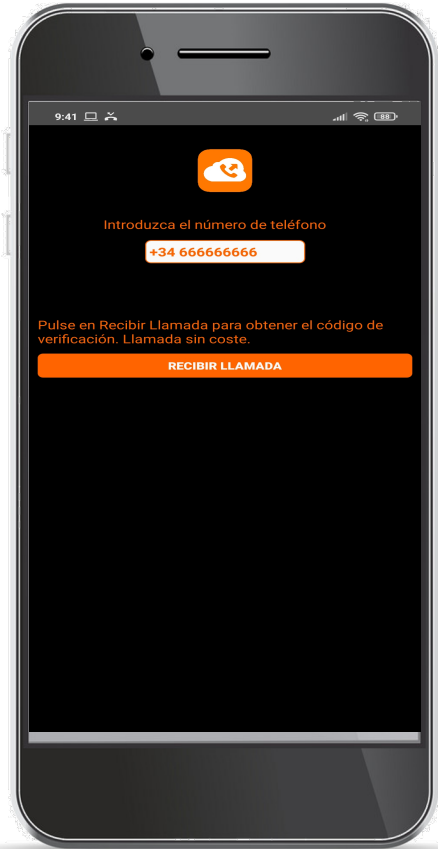 9:41
88
Introduzca el número de teléfono
+34 666666666
Pulse en Recibir Llamada para obtener el código de
verificación. Llamada sin coste.
RECIBIR LLAMADA